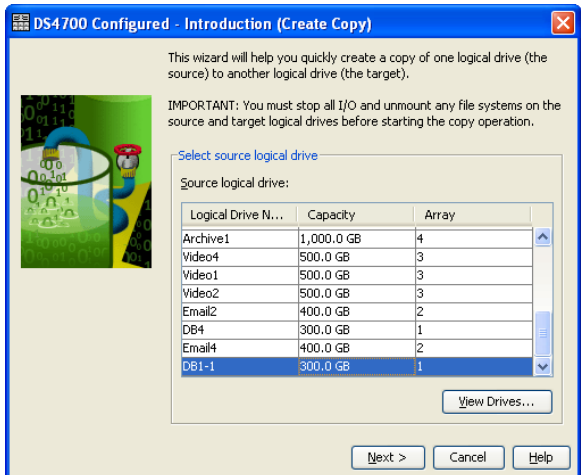 DS4700 Configured - Introduction (Create Copy)
This wizard will help you quickly create a copy of one logical drive (the
source) to another logical drive (the target).
IMPORTANT: You must stop all I/O and unmount any file systems on the
source and target logical drives before starting the copy operation.
Select source logical drive
Source logical drive:
Logical Drive N... Capacity Array
Archive1 1,000.0 GB 4
Video4 500.0 GB 3
Video1 500.0 GB 3
Video2 500.0 GB 3
Email2 400.0 GB 2
DB4 300.0 GB 1
Email4 400.0 GB 2
DB1-1 300.0 GB 1
View Drives...
Next > Cancel Help